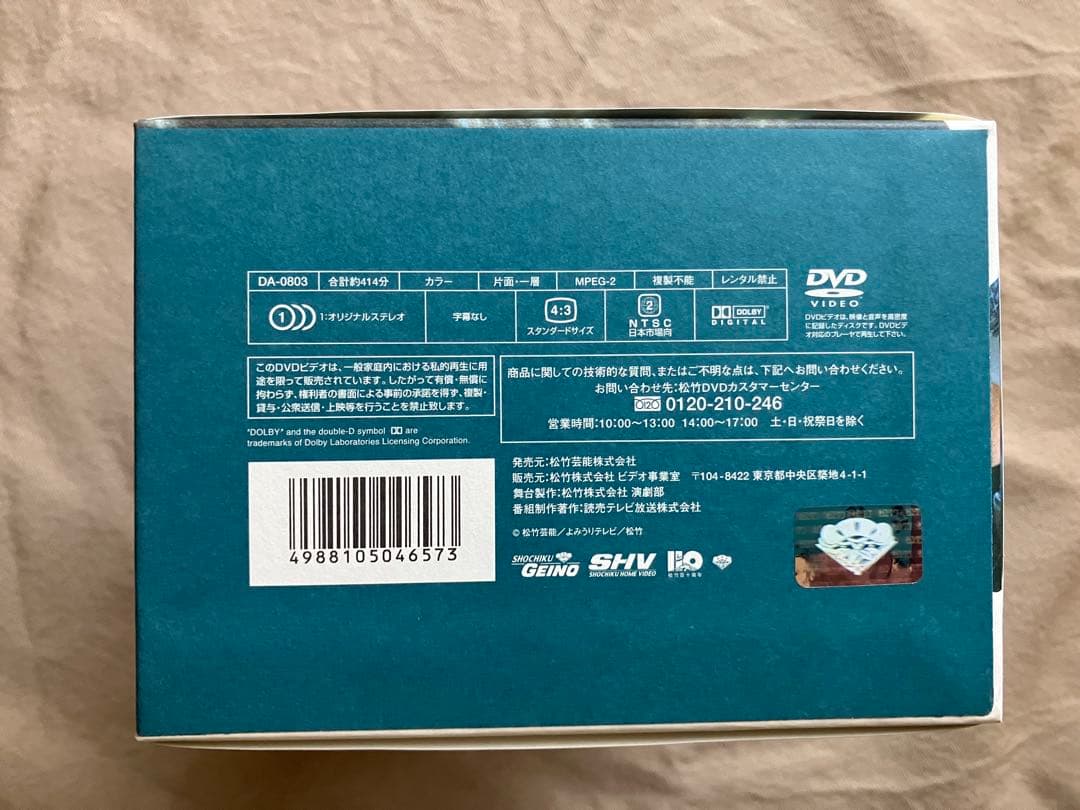 DA-0803 合計約414分 カラー 片面・一層 MPEG-2 複製不能 レンタル禁止
1 1:オリジナルステレオ 字幕なし 4:3 スタンダードサイズ 2 NTSC 日本市場向 DOLBY DIGITAL
DVD
VIDEO
DVDビデオは、映像と音声を高密度
に記録したディスクです。DVDビデ
オ対応のプレーヤで再生して下さい。
このDVDビデオは、一般家庭内における私的再生に用
途を限って販売されています。したがって有償・無償に
拘わらず、権利者の書面による事前の承諾を得ず、複製・
貸与・公衆送信・上映等を行うことを禁止致します。
"DOLBY" and the double-D symbol are
trademarks of Dolby Laboratories Licensing Corporation.
商品に関しての技術的な質問、またはご不明な点は、下記へお問い合わせください。
お問い合わせ先:松竹DVDカスタマーセンター
0120 0120-210-246
営業時間:10:00〜13:00 14:00〜17:00 土・日・祝祭日を除く
発売元:松竹芸能株式会社
販売元:松竹株式会社 ビデオ事業室 〒104-8422 東京都中央区築地4-1-1
舞台製作:松竹株式会社 演劇部
番組制作著作:読売テレビ放送株式会社
© 松竹芸能/よみうりテレビ/松竹
4988105046573
SHOCHIKU GEINO
SHV SHOCHIKU HOME VIDEO
110 松竹百十周年